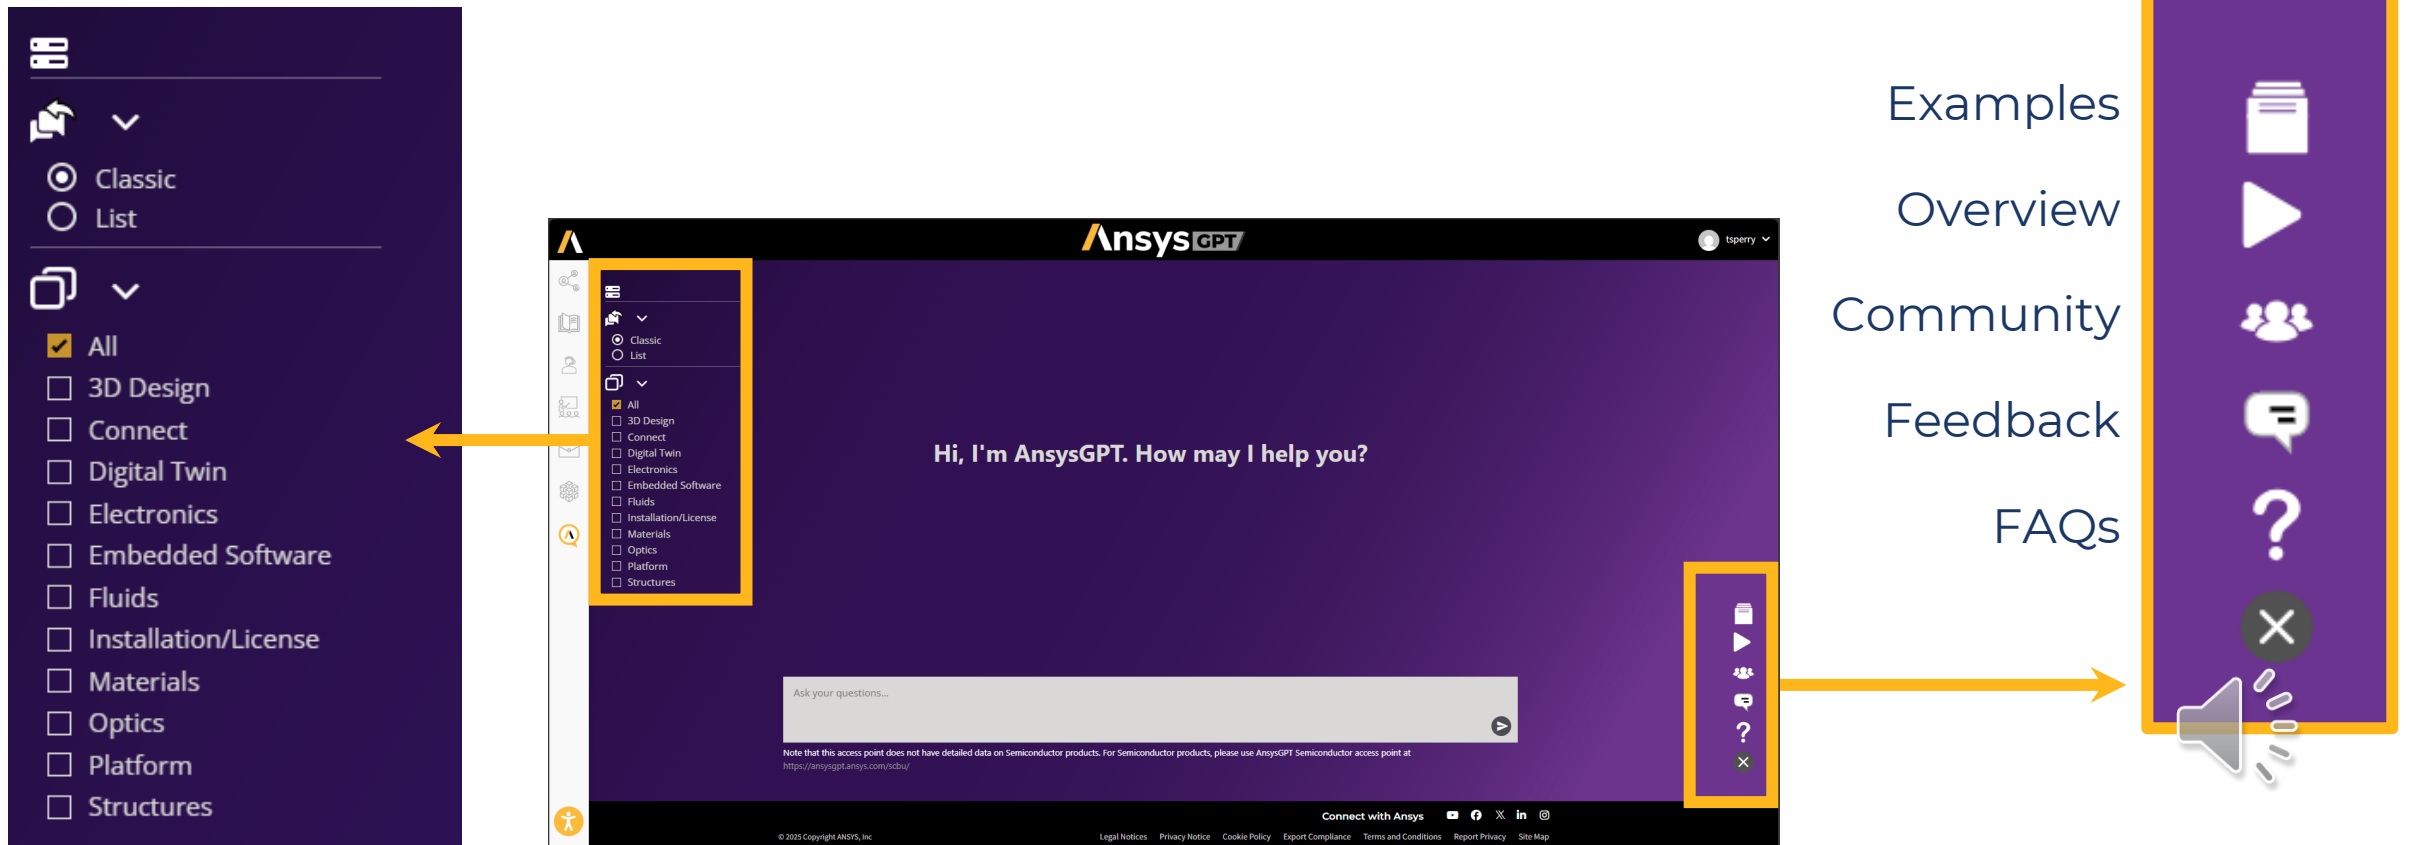 Classic
List
All
3D Design
Connect
Digital Twin
Electronics
Embedded Software
Fluids
Installation/License
Materials
Optics
Platform
Structures
Ansys GPT
tsperry
Classic
List
All
3D Design
Connect
Digital Twin
Electronics
Embedded Software
Fluids
Installation/License
Materials
Optics
Platform
Structures
Hi, I'm AnsysGPT. How may I help you?
Ask your questions...
Note that this access point does not have detailed data on Semiconductor products. For Semiconductor products, please use AnsysGPT Semiconductor access point at
https://ansysgpt.ansys.com/scbu/
Connect with Ansys
© 2025 Copyright ANSYS, Inc
Legal Notices Privacy Notice Cookie Policy Export Compliance Terms and Conditions Report Privacy Site Map
Examples
Overview
Community
Feedback
FAQs